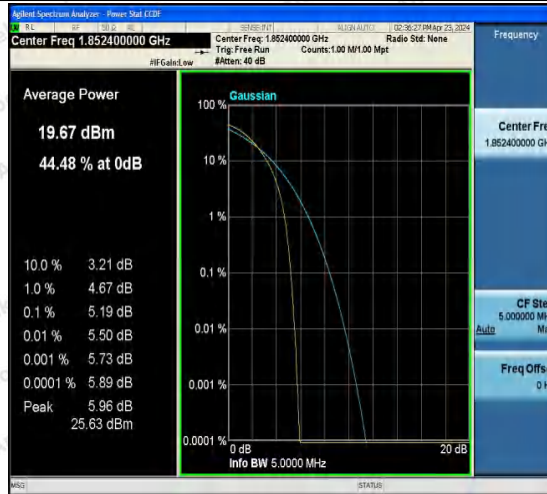 Agilent Spectrum Analyzer - Power Stat CCDF
RL RF 50 Ω SENSE:INT ALIGN AUTO 02:36:27 PM Apr 23, 2024
Center Freq 1.852400000 GHz
Center Freq: 1.852400000 GHz Radio Std: None
Trig: Free Run Counts:1.00 M/1.00 Mpt
#IFGain:Low #Atten: 40 dB
Frequency
Average Power
19.67 dBm
44.48 % at 0dB
10.0 % 3.21 dB
1.0 % 4.67 dB
0.1 % 5.19 dB
0.01 % 5.50 dB
0.001 % 5.73 dB
0.0001 % 5.89 dB
Peak 5.96 dB
25.63 dBm
Gaussian
100 %
10 %
1 %
0.1 %
0.01 %
0.001 %
0.0001 %
0 dB 20 dB
Info BW 5.0000 MHz
Center Fre
1.852400000 GH
CF Ste
5.000000 MH
Auto Ma
Freq Offs
0 H
MSG STATUS